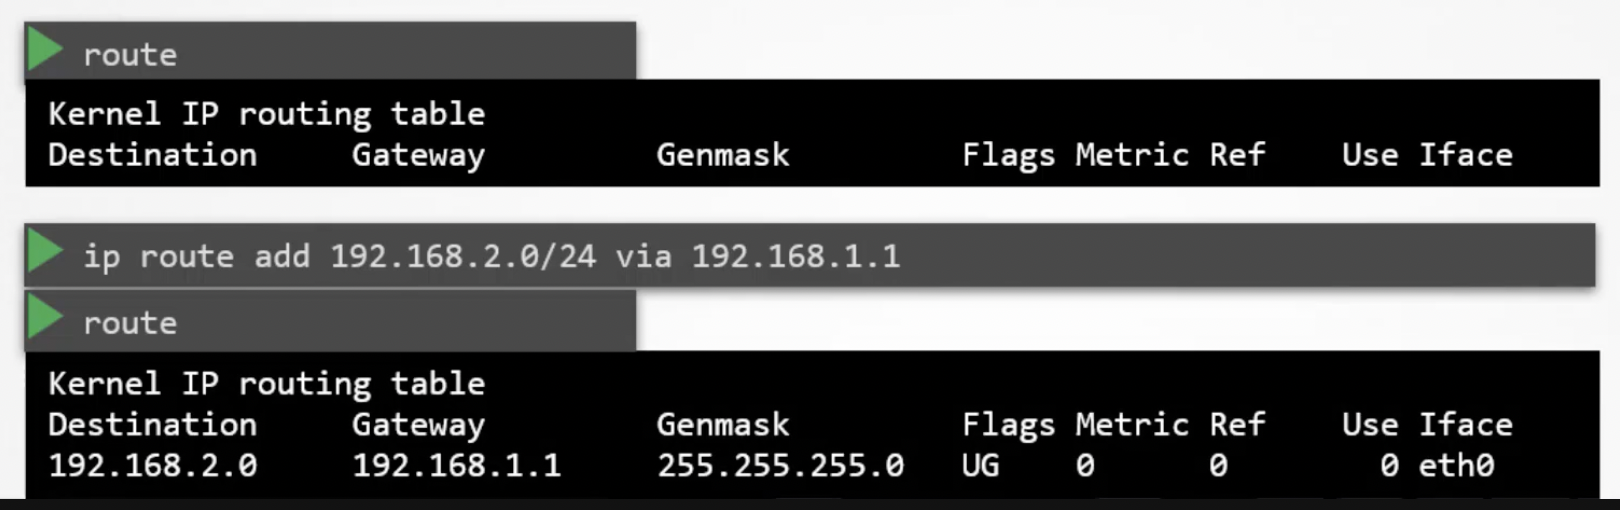 route
Kernel IP routing table
Destination Gateway Genmask Flags Metric Ref Use Iface
ip route add 192.168.2.0/24 via 192.168.1.1
route
Kernel IP routing table
Destination Gateway Genmask Flags Metric Ref Use Iface
192.168.2.0 192.168.1.1 255.255.255.0 UG 0 0 0 eth0